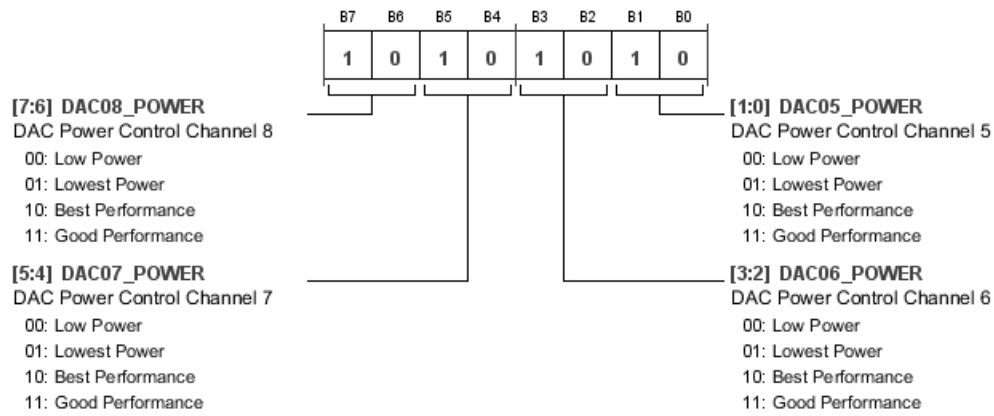 B7 B6 B5 B4 B3 B2 B1 B0
1 0 1 0 1 0 1 0
[7:6] DAC08_POWER
DAC Power Control Channel 8
00: Low Power
01: Lowest Power
10: Best Performance
11: Good Performance
[5:4] DAC07_POWER
DAC Power Control Channel 7
00: Low Power
01: Lowest Power
10: Best Performance
11: Good Performance
[1:0] DAC05_POWER
DAC Power Control Channel 5
00: Low Power
01: Lowest Power
10: Best Performance
11: Good Performance
[3:2] DAC06_POWER
DAC Power Control Channel 6
00: Low Power
01: Lowest Power
10: Best Performance
11: Good Performance